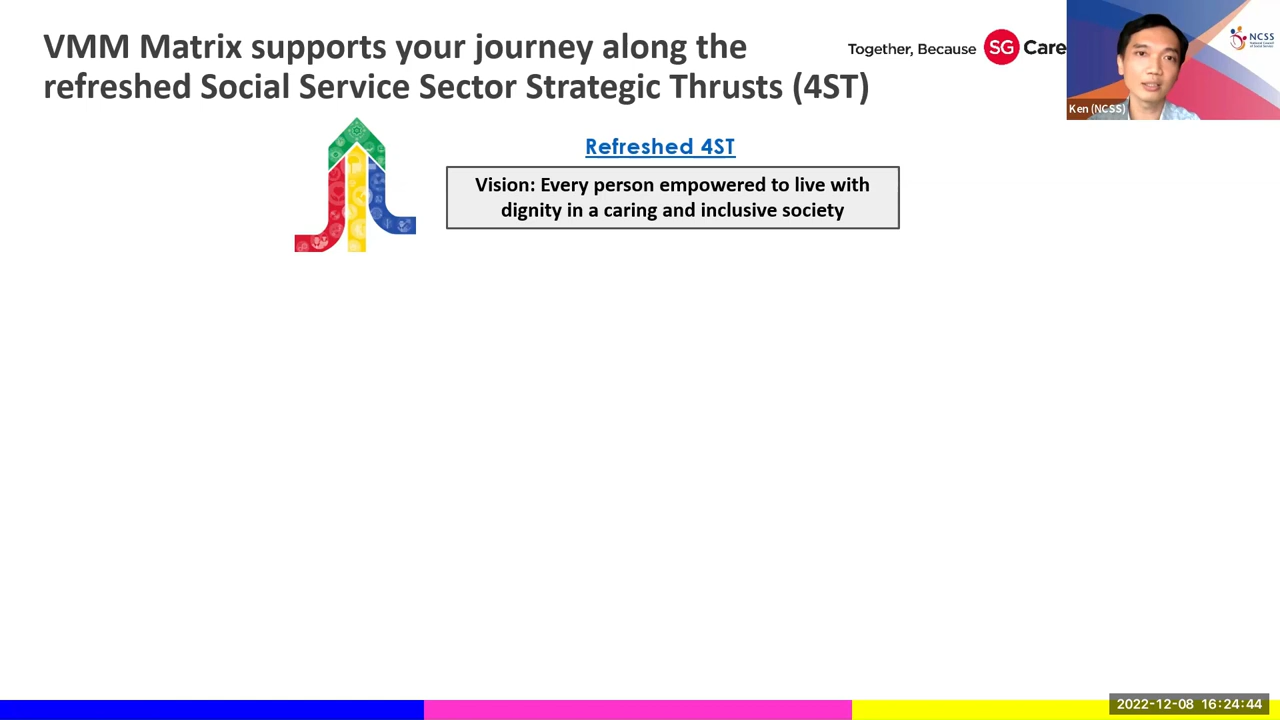 VMM Matrix supports your journey along the
refreshed Social Service Sector Strategic Thrusts (4ST)
Together, Because SG Care
NCSS
Ken (NCSS)
Refreshed 4ST
Vision: Every person empowered to live with
dignity in a caring and inclusive society
2022-12-08 16:24:44